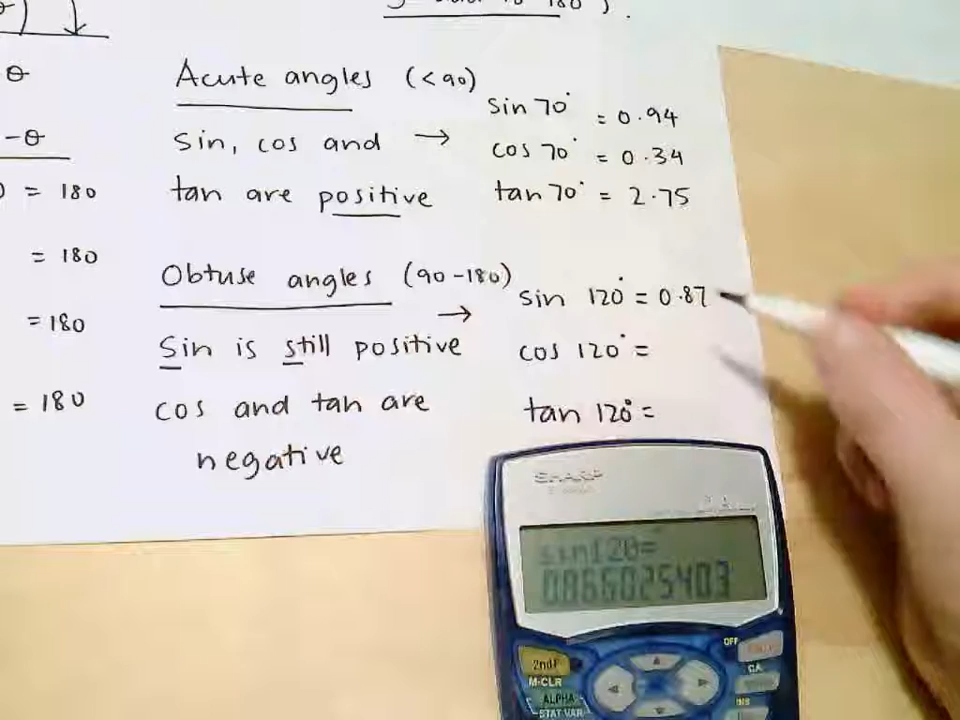 to 180).
θ
Acute angles (<90)
sin 70° = 0.94
-θ
Sin, cos and →
cos 70° = 0.34
= 180
tan are positive
tan 70° = 2.75
= 180
Obtuse angles (90-180) →
sin 120° = 0.87
= 180
Sin is still positive
cos 120° =
= 180
cos and tan are
tan 120° =
negative
SHARP
sin120=
0.866025403
OFF
2ndF
M-CLR
CA
ALPHA
STAT VAR
INS